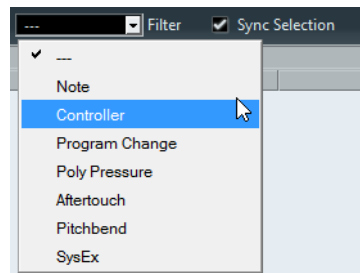 --- Filter Sync Selection
---
Note
Controller
Program Change
Poly Pressure
Aftertouch
Pitchbend
SysEx